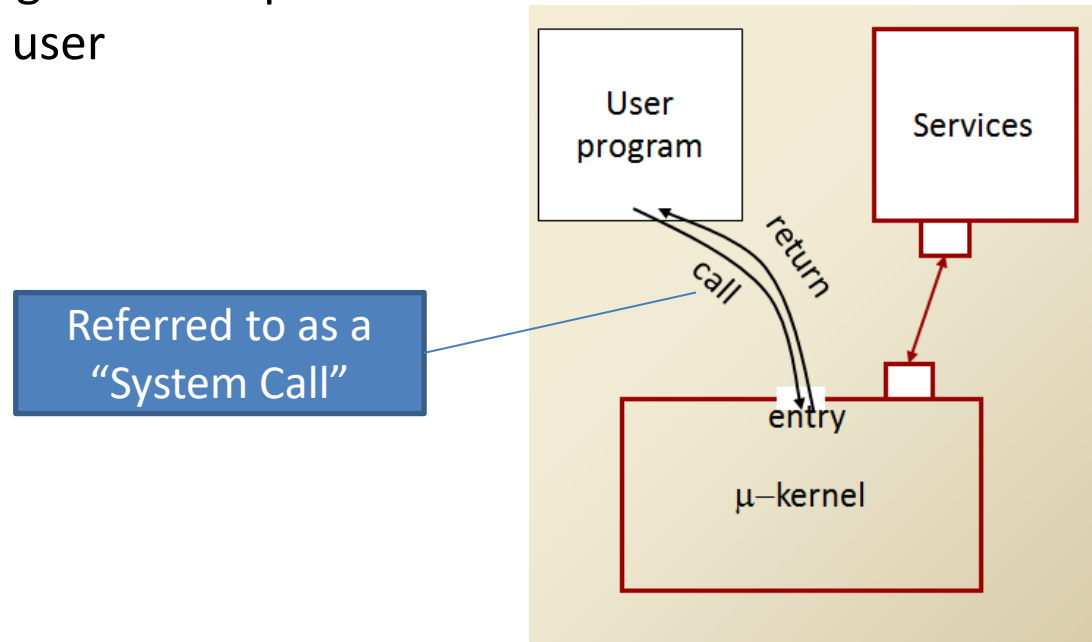 user
User
program
Services
return
call
Referred to as a
“System Call”
entry
μ–kernel